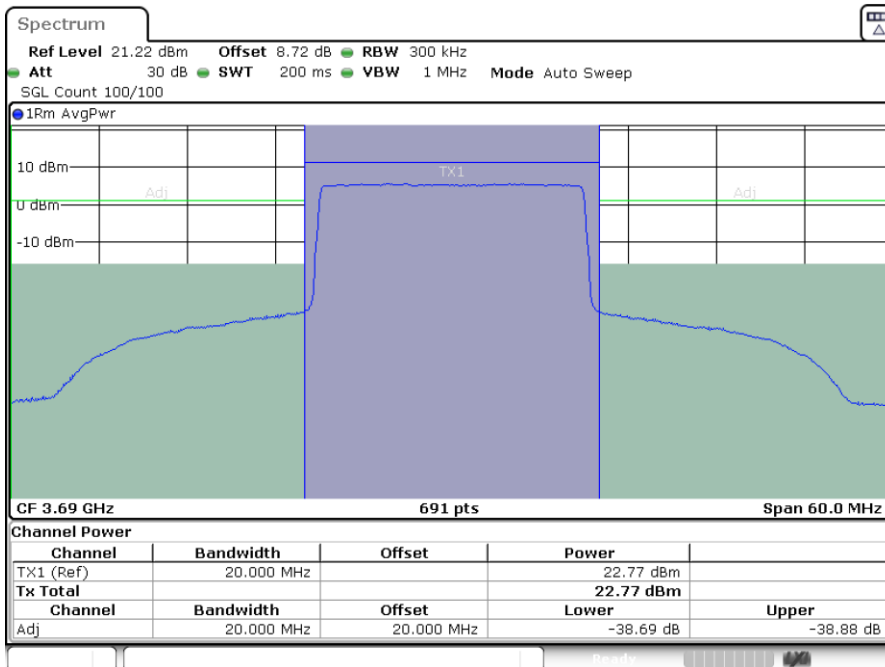 Spectrum
Ref Level 21.22 dBm Offset 8.72 dB RBW 300 kHz
Att 30 dB SWT 200 ms VBW 1 MHz Mode Auto Sweep
SGL Count 100/100
1Rm AvgPwr
10 dBm
TX1
Adj Adj
0 dBm
-10 dBm
CF 3.69 GHz 691 pts Span 60.0 MHz
Channel Power
Channel Bandwidth Offset Power
TX1 (Ref) 20.000 MHz 22.77 dBm
Tx Total 22.77 dBm
Channel Bandwidth Offset Lower Upper
Adj 20.000 MHz 20.000 MHz -38.69 dB -38.88 dB
Ready